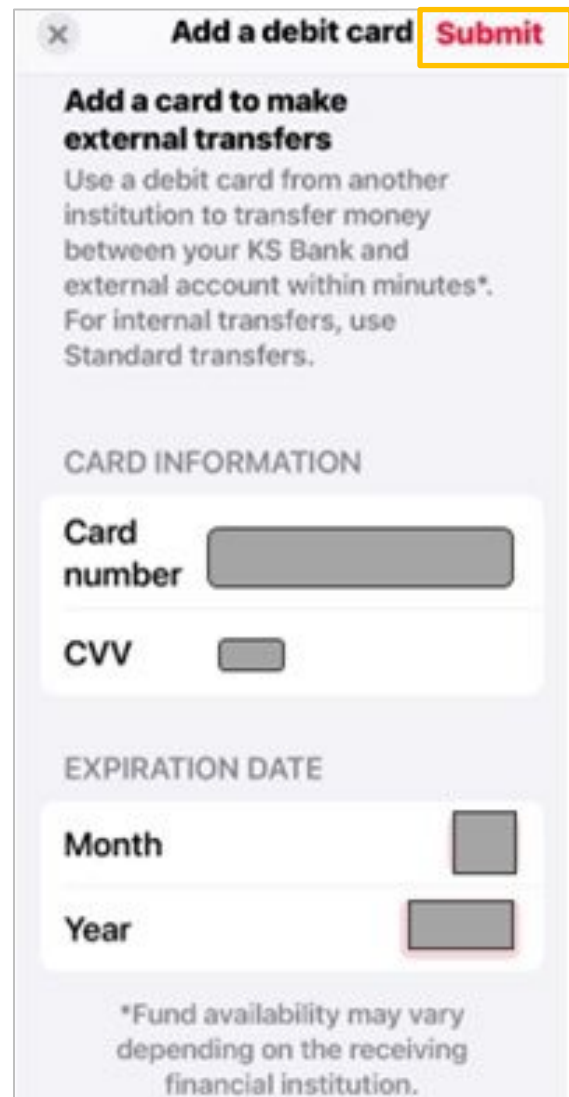 Add a debit card Submit
Add a card to make
external transfers
Use a debit card from another
institution to transfer money
between your KS Bank and
external account within minutes*.
For internal transfers, use
Standard transfers.
CARD INFORMATION
Card
number
CVV
EXPIRATION DATE
Month
Year
*Fund availability may vary
depending on the receiving
financial institution.